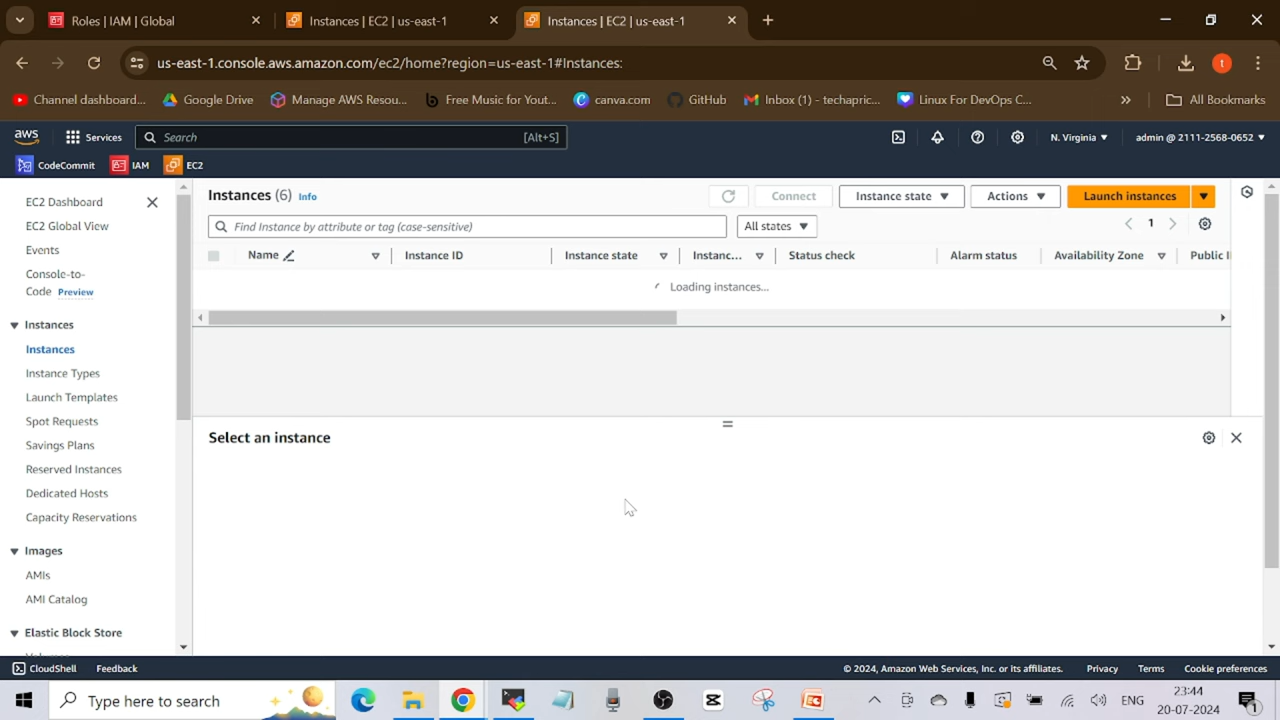 Roles | IAM | Global
Instances | EC2 | us-east-1
Instances | EC2 | us-east-1
us-east-1.console.aws.amazon.com/ec2/home?region=us-east-1#Instances:
t
Channel dashboard...
Google Drive
Manage AWS Resou...
Free Music for Yout...
canva.com
GitHub
Inbox (1) - techapric...
Linux For DevOps C...
All Bookmarks
aws
Services
Search
[Alt+S]
N. Virginia
admin @ 2111-2568-0652
CodeCommit
IAM
EC2
EC2 Dashboard
EC2 Global View
Events
Console-to-
Code Preview
Instances
Instances
Instance Types
Launch Templates
Spot Requests
Savings Plans
Reserved Instances
Dedicated Hosts
Capacity Reservations
Images
AMIs
AMI Catalog
Elastic Block Store
Instances (6) Info
Connect
Instance state
Actions
Launch instances
Find Instance by attribute or tag (case-sensitive)
All states
1
Name
Instance ID
Instance state
Instanc...
Status check
Alarm status
Availability Zone
Public I
Loading instances...
Select an instance
CloudShell
Feedback
© 2024, Amazon Web Services, Inc. or its affiliates.
Privacy
Terms
Cookie preferences
Type here to search
ENG
23:44
20-07-2024
1